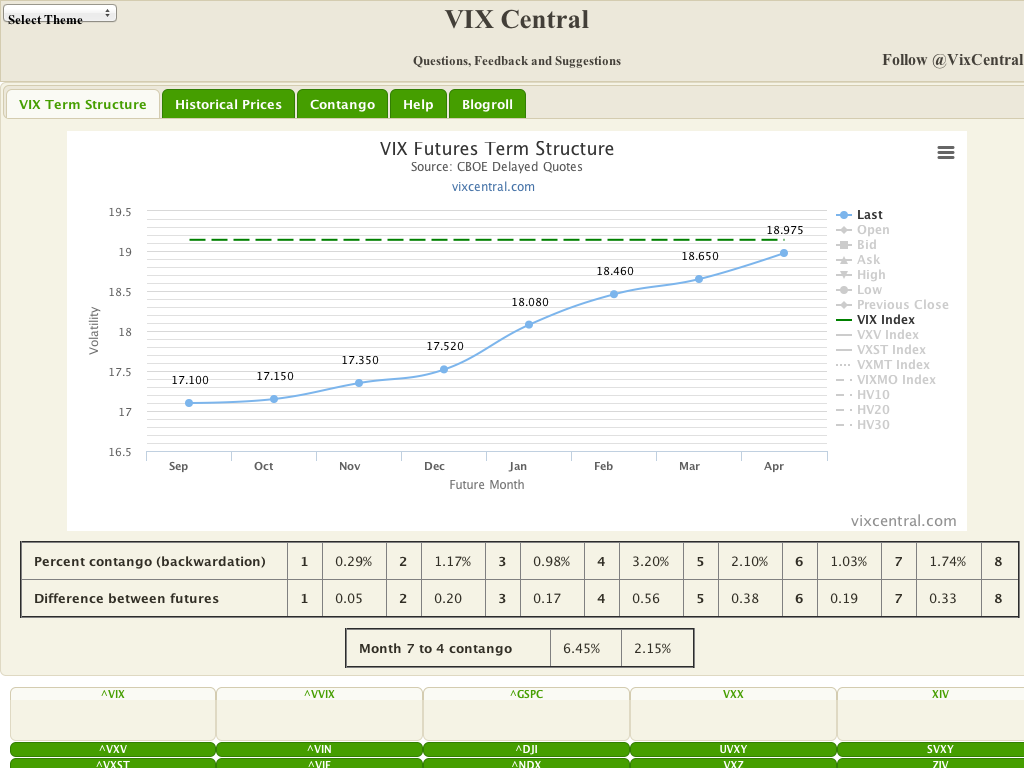 Select Theme
VIX Central
Questions, Feedback and Suggestions
Follow @VixCentral
VIX Term Structure Historical Prices Contango Help Blogroll
VIX Futures Term Structure
Source: CBOE Delayed Quotes
vixcentral.com
Volatility
19.5
19
18.5
18
17.5
17
16.5
17.100
17.150
17.350
17.520
18.080
18.460
18.650
18.975
Sep Oct Nov Dec Jan Feb Mar Apr
Future Month
Last
Open
Bid
Ask
High
Low
Previous Close
VIX Index
VXV Index
VXST Index
VXMT Index
VIXMO Index
HV10
HV20
HV30
vixcentral.com
Percent contango (backwardation) 1 0.29% 2 1.17% 3 0.98% 4 3.20% 5 2.10% 6 1.03% 7 1.74% 8
Difference between futures 1 0.05 2 0.20 3 0.17 4 0.56 5 0.38 6 0.19 7 0.33 8
Month 7 to 4 contango 6.45% 2.15%
^VIX ^VVIX ^GSPC VXX XIV
^VXV ^VIN ^DJI UVXY SVXY
^VXST ^VIF ^NDX VXZ ZIV